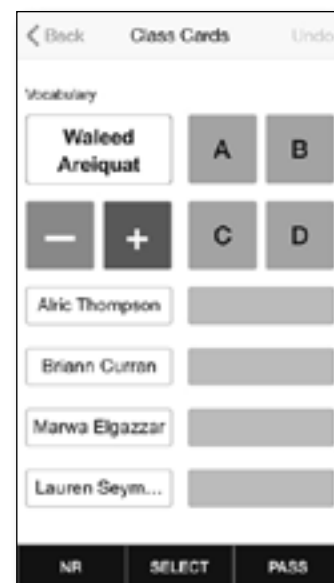 Back Class Cards Undo
Vocabulary
Waleed
Areiquat
A B
− +
C D
Alric Thompson
Briann Curran
Marwa Elgazzar
Lauren Seym...
NR SELECT PASS